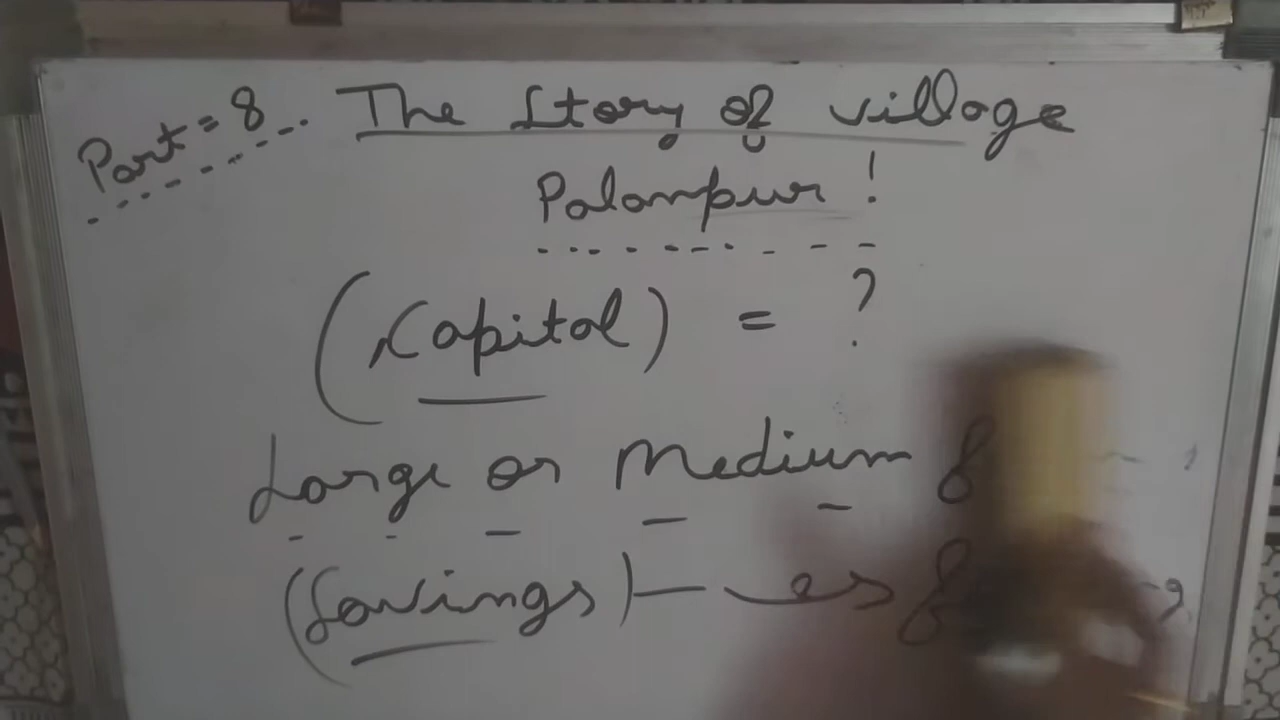 Part = 8 The Story of village
Palampur !
(Capital) = ?
Large or Medium
(Savings) —